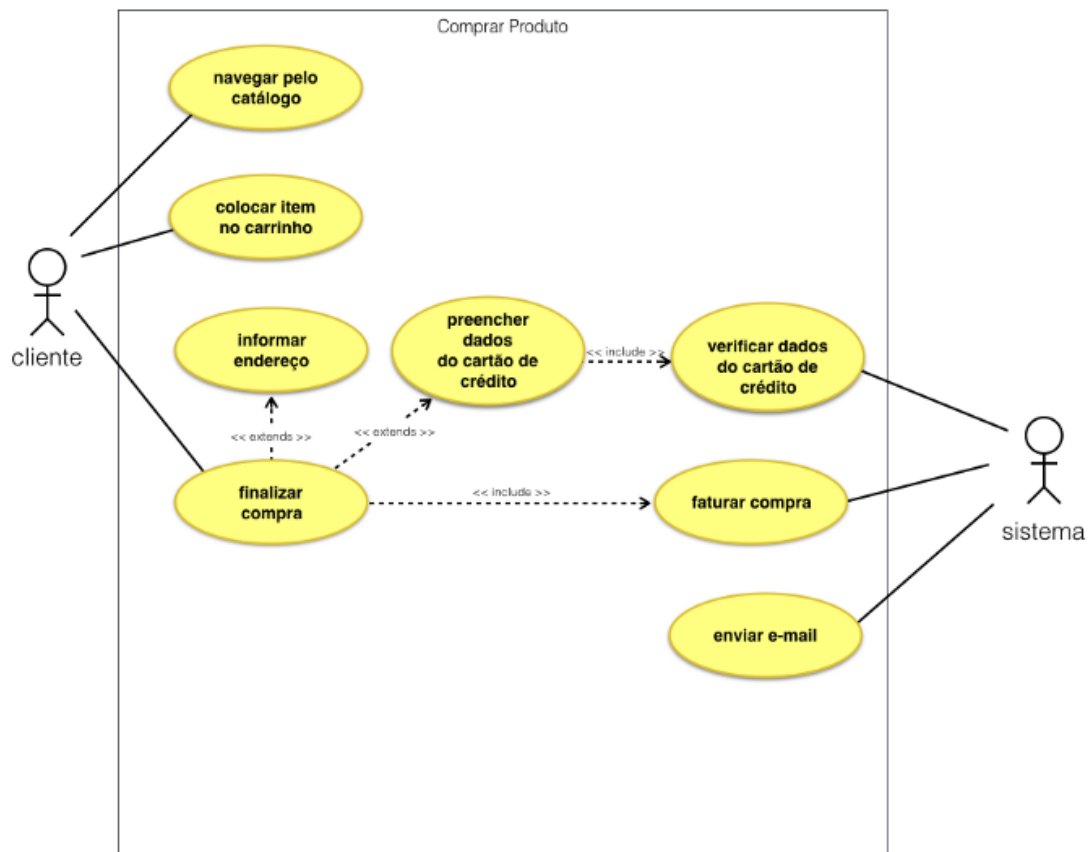 Comprar Produto
navegar pelo
catálogo
colocar item
no carrinho
cliente
informar
endereço
preencher
dados
do cartão de
crédito
<< include >>
verificar dados
do cartão de
crédito
<< extends >>
<< extends >>
finalizar
compra
<< include >>
faturar compra
sistema
enviar e-mail